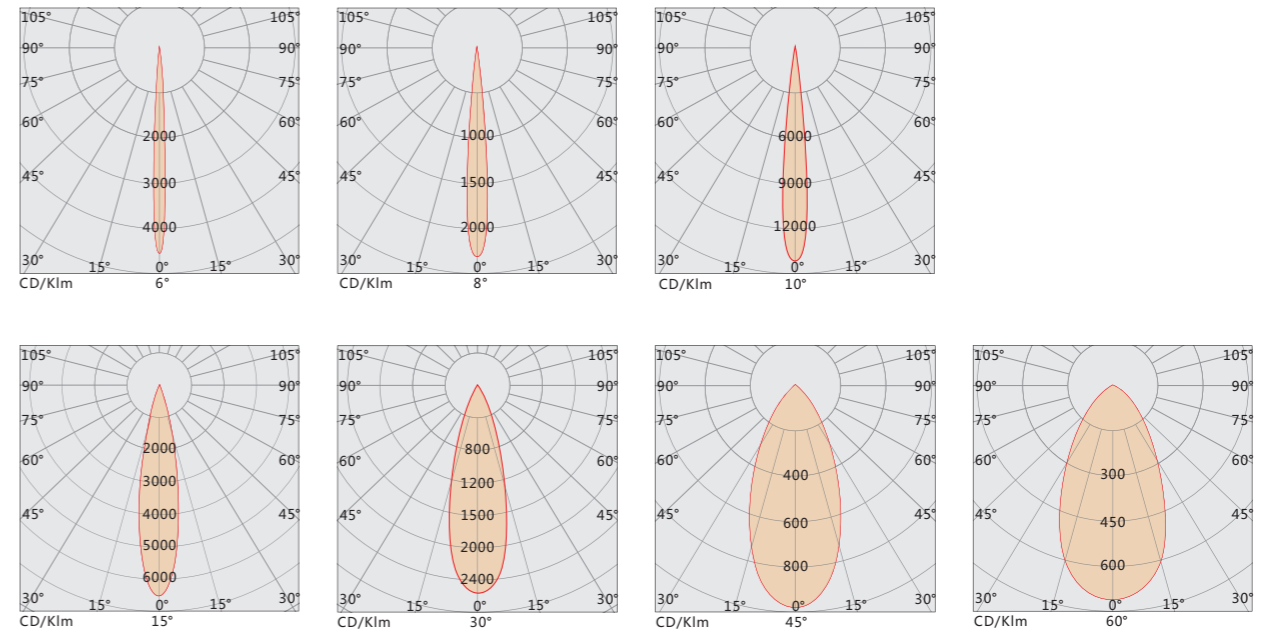 105° 105° 105° 105° 105° 105°
90° 90° 90° 90° 90° 90°
75° 75° 75° 75° 75° 75°
60° 2000 60° 60° 1000 60° 60° 6000 60°
45° 3000 45° 45° 1500 45° 45° 9000 45°
4000 2000 12000
30° 15° 0° 15° 30° 30° 15° 0° 15° 30° 30° 15° 0° 15° 30°
CD/Klm 6° CD/Klm 8° CD/Klm 10°
105° 105° 105° 105° 105° 105° 105° 105°
90° 90° 90° 90° 90° 90° 90° 90°
75° 75° 75° 75° 75° 75° 75° 75°
2000 800
60° 60° 60° 60° 60° 60° 60° 60°
3000 1200 400 300
45° 4000 45° 45° 1500 45° 45° 600 45° 45° 450 45°
5000 2000 800 600
6000 2400
30° 15° 0° 15° 30° 30° 15° 0° 15° 30° 30° 15° 0° 15° 30° 30° 15° 0° 15° 30°
CD/Klm 15° CD/Klm 30° CD/Klm 45° CD/Klm 60°